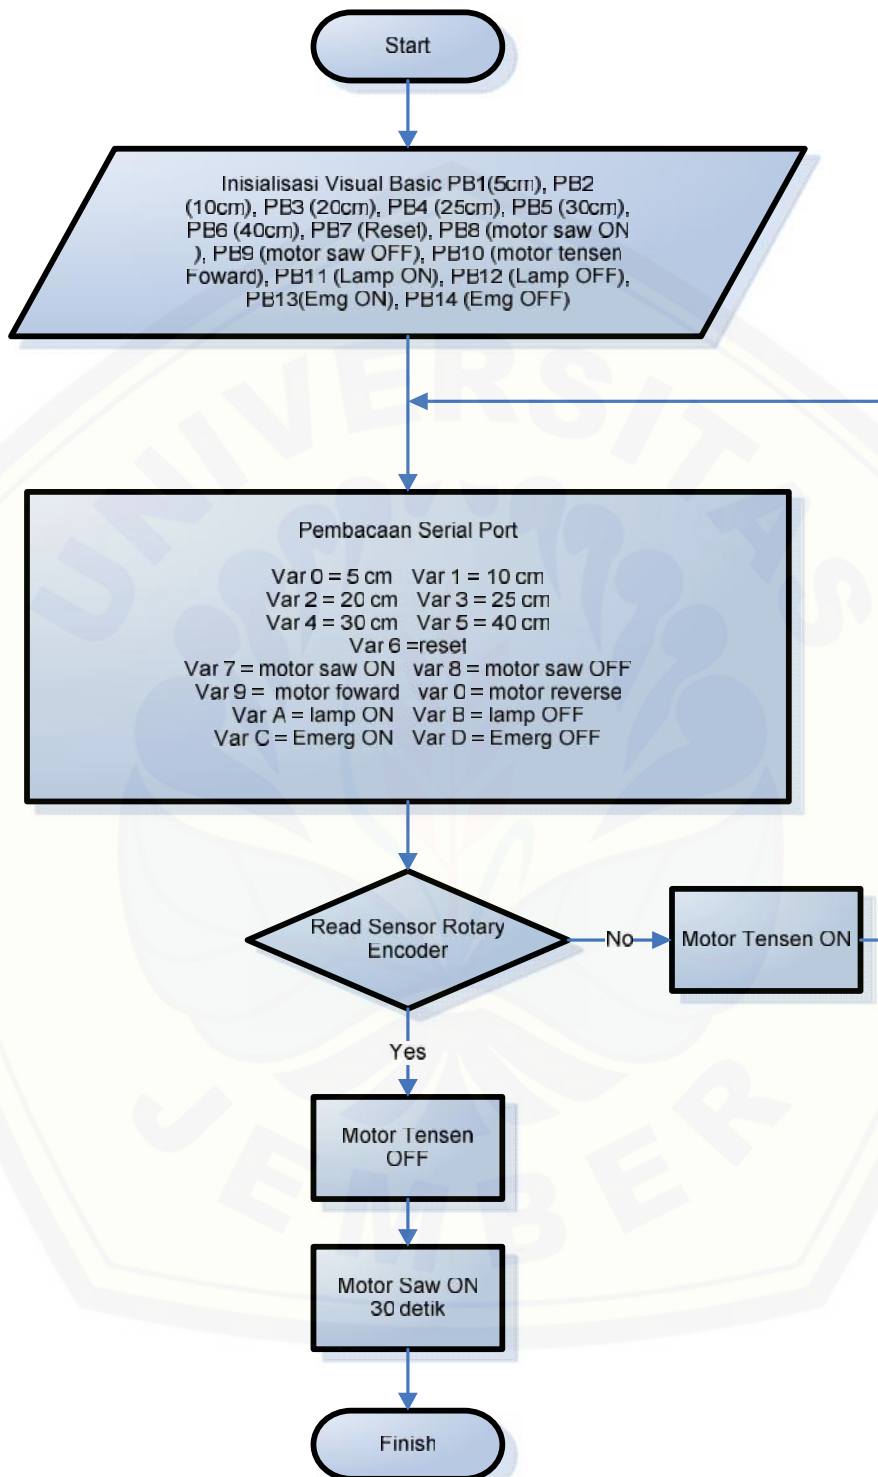 Start
Inisialisasi Visual Basic PB1(5cm), PB2
(10cm), PB3 (20cm), PB4 (25cm), PB5 (30cm),
PB6 (40cm), PB7 (Reset), PB8 (motor saw ON
), PB9 (motor saw OFF), PB10 (motor tensen
Foward), PB11 (Lamp ON), PB12 (Lamp OFF),
PB13(Emg ON), PB14 (Emg OFF)
UNIVERSITAS
Pembacaan Serial Port
Var 0 = 5 cm Var 1 = 10 cm
Var 2 = 20 cm Var 3 = 25 cm
Var 4 = 30 cm Var 5 = 40 cm
Var 6 =reset
Var 7 = motor saw ON var 8 = motor saw OFF
Var 9 = motor foward var 0 = motor reverse
Var A = lamp ON Var B = lamp OFF
Var C = Emerg ON Var D = Emerg OFF
Read Sensor Rotary
Encoder
No
Motor Tensen ON
Yes
Motor Tensen
OFF
JEMBER
Motor Saw ON
30 detik
Finish